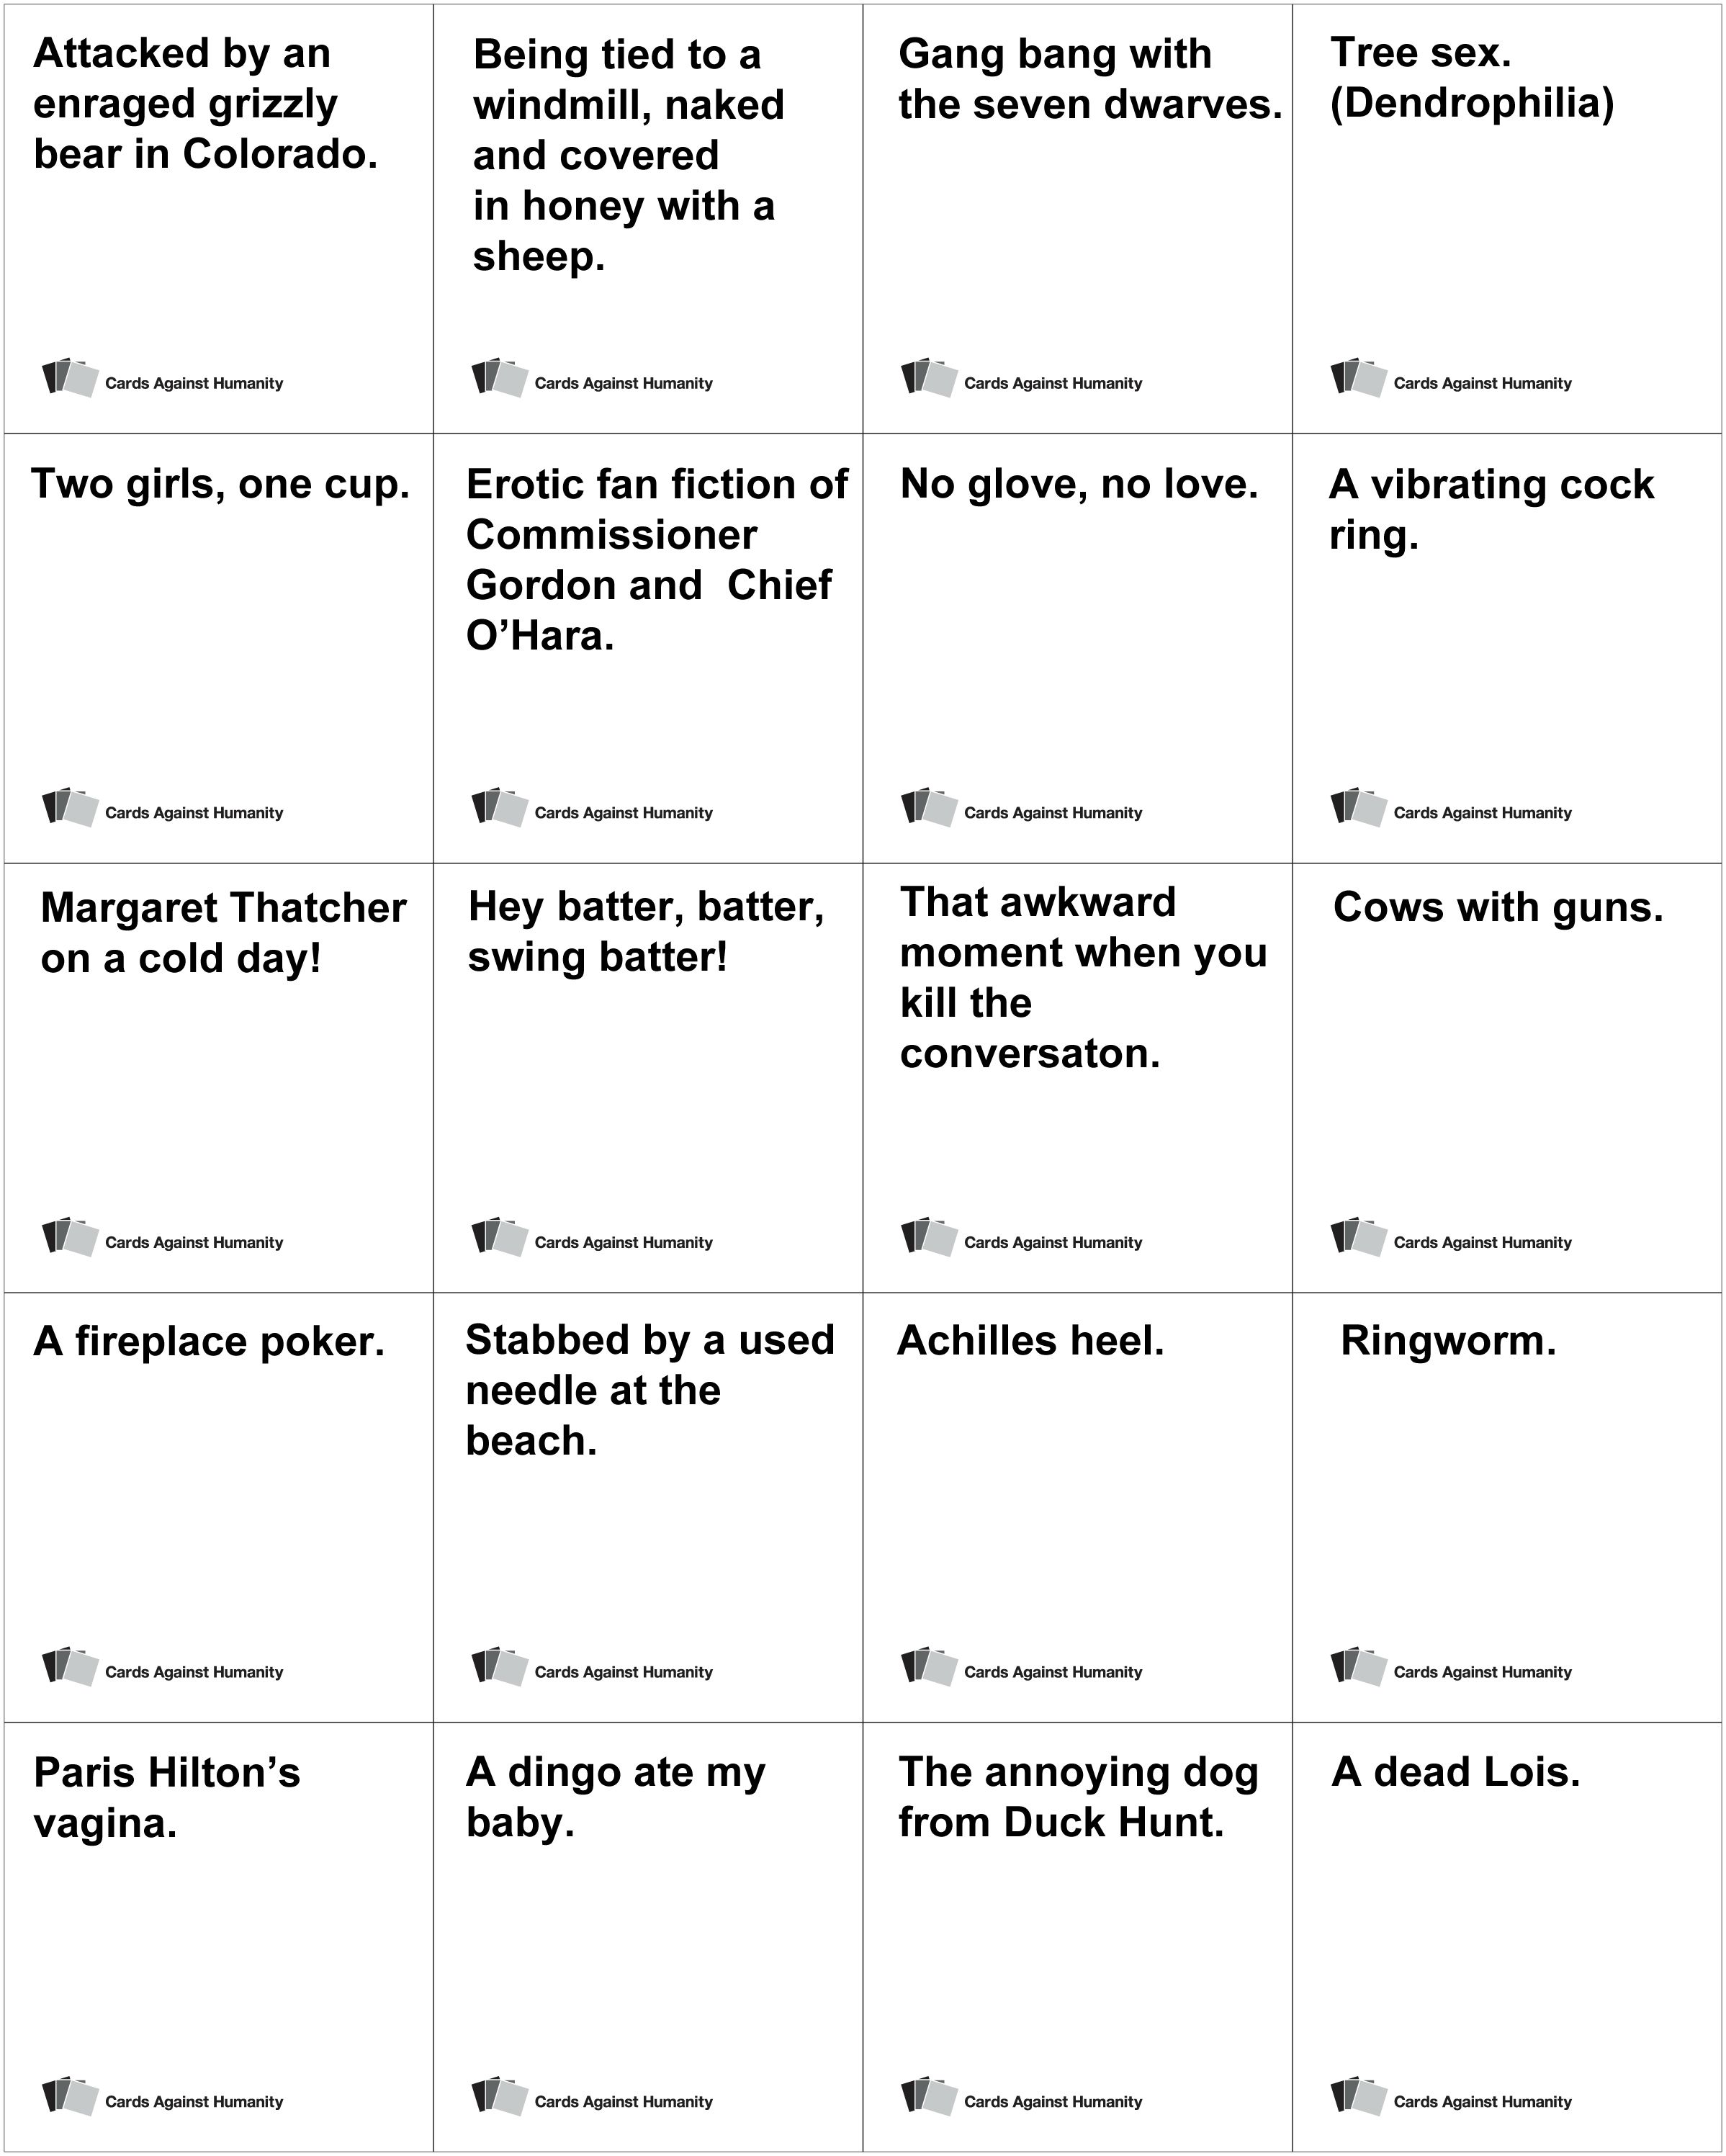 Attacked by an
enraged grizzly
bear in Colorado.
Cards Against Humanity
Being tied to a
windmill, naked
and covered
in honey with a
sheep.
Cards Against Humanity
Gang bang with
the seven dwarves.
Cards Against Humanity
Tree sex.
(Dendrophilia)
Cards Against Humanity
Two girls, one cup.
Cards Against Humanity
Erotic fan fiction of
Commissioner
Gordon and  Chief
O’Hara.
Cards Against Humanity
No glove, no love.
Cards Against Humanity
A vibrating cock
ring.
Cards Against Humanity
Margaret Thatcher
on a cold day!
Cards Against Humanity
Hey batter, batter,
swing batter!
Cards Against Humanity
That awkward
moment when you
kill the
conversaton.
Cards Against Humanity
Cows with guns.
Cards Against Humanity
A fireplace poker.
Cards Against Humanity
Stabbed by a used
needle at the
beach.
Cards Against Humanity
Achilles heel.
Cards Against Humanity
Ringworm.
Cards Against Humanity
Paris Hilton’s
vagina.
Cards Against Humanity
A dingo ate my
baby.
Cards Against Humanity
The annoying dog
from Duck Hunt.
Cards Against Humanity
A dead Lois.
Cards Against Humanity